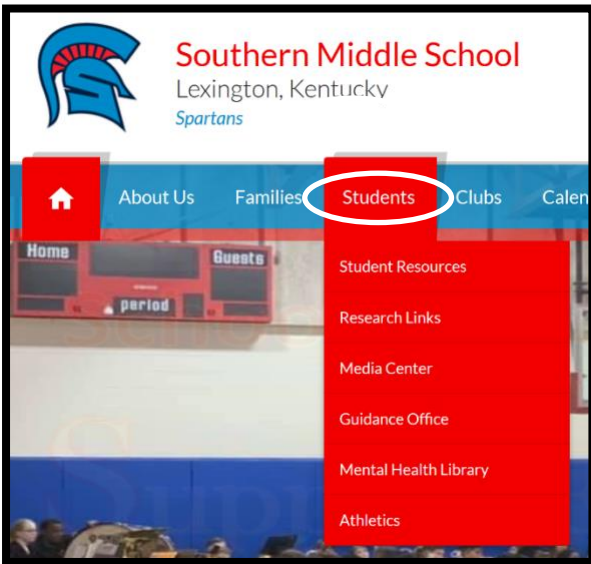 Southern Middle School
Lexington, Kentucky
Spartans
About Us Families Students Clubs Calen
Home Guests
period
Student Resources
Research Links
Media Center
Guidance Office
Mental Health Library
Athletics